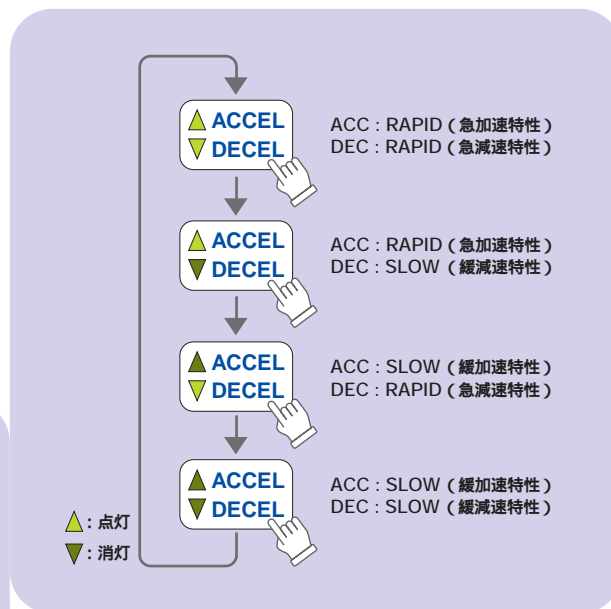 ACCEL
DECEL
ACC : RAPID ( 急加速特性 )
DEC : RAPID ( 急減速特性 )
ACCEL
DECEL
ACC : RAPID ( 急加速特性 )
DEC : SLOW ( 緩減速特性 )
ACCEL
DECEL
ACC : SLOW ( 緩加速特性 )
DEC : RAPID ( 急減速特性 )
ACCEL
DECEL
ACC : SLOW ( 緩加速特性 )
DEC : SLOW ( 緩減速特性 )
: 点灯
: 消灯